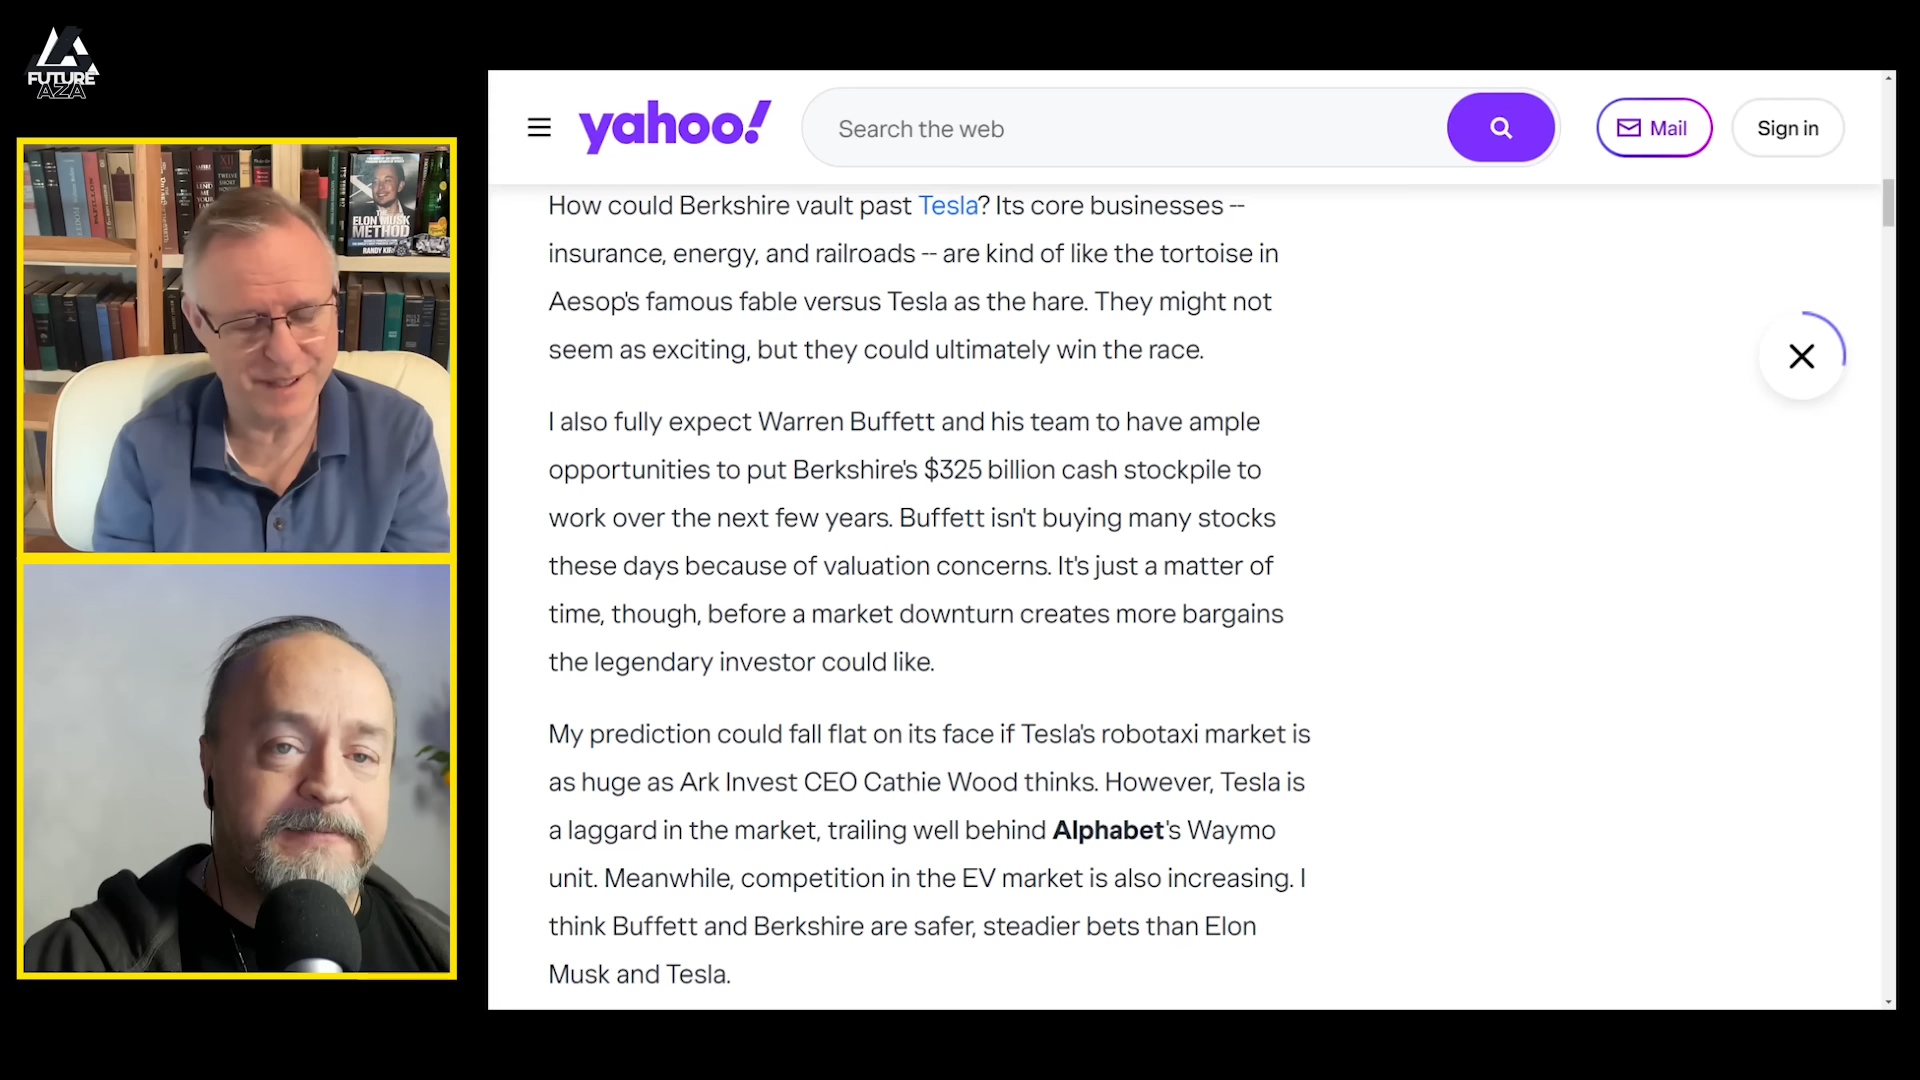 FUTURE
AZA
yahoo!
Search the web
Mail
Sign in
How could Berkshire vault past Tesla? Its core businesses --
insurance, energy, and railroads -- are kind of like the tortoise in
Aesop's famous fable versus Tesla as the hare. They might not
seem as exciting, but they could ultimately win the race.
I also fully expect Warren Buffett and his team to have ample
opportunities to put Berkshire's $325 billion cash stockpile to
work over the next few years. Buffett isn't buying many stocks
these days because of valuation concerns. It's just a matter of
time, though, before a market downturn creates more bargains
the legendary investor could like.
My prediction could fall flat on its face if Tesla's robotaxi market is
as huge as Ark Invest CEO Cathie Wood thinks. However, Tesla is
a laggard in the market, trailing well behind Alphabet's Waymo
unit. Meanwhile, competition in the EV market is also increasing. I
think Buffett and Berkshire are safer, steadier bets than Elon
Musk and Tesla.
PAPILLON
XII
TWELVE
LEND
ME
YOUR
THE
ELON MUSK
METHOD
RANDY